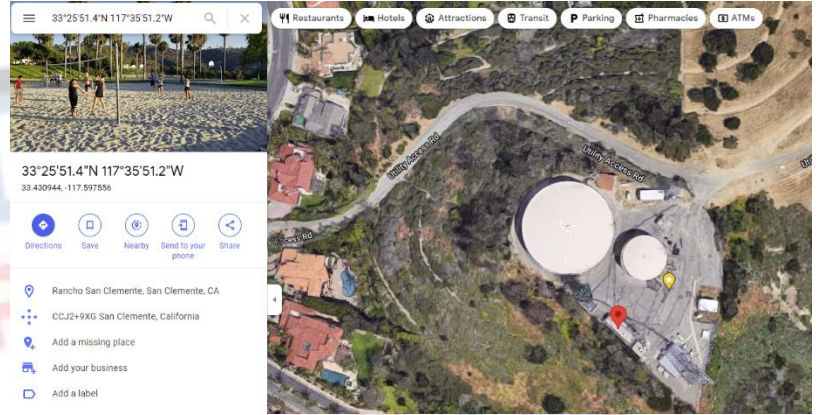 33°25'51.4"N 117°35'51.2"W
Restaurants
Hotels
Attractions
Transit
Parking
Pharmacies
ATMs
33°25'51.4"N 117°35'51.2"W
33.430944, -117.597556
Directions
Save
Nearby
Send to your
phone
Share
Rancho San Clemente, San Clemente, CA
CCJ2+9XG San Clemente, California
Add a missing place
Add your business
Add a label
Utility Access Rd
Utility Access Rd